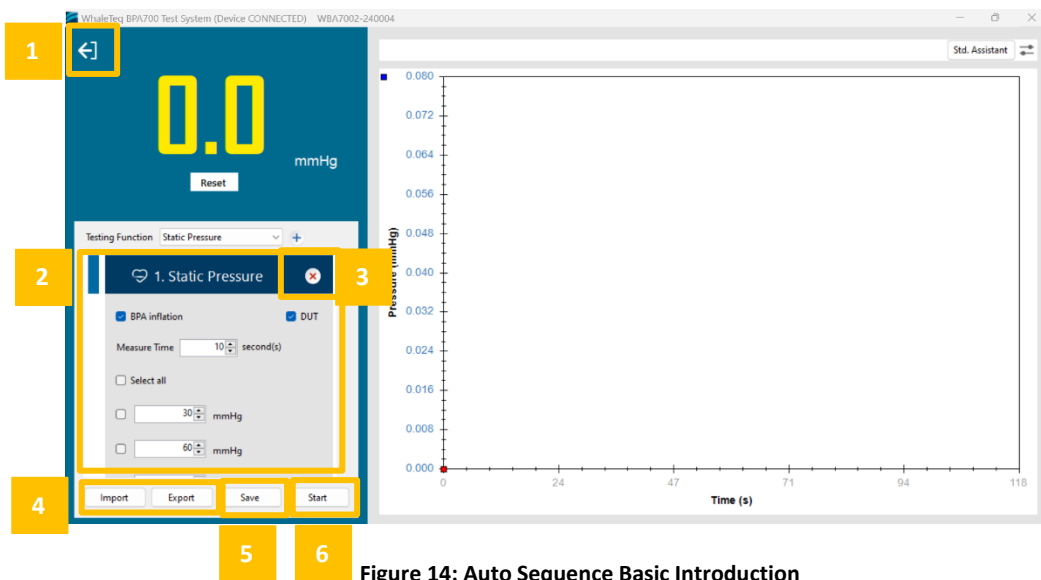 WhaleTeq BPA700 Test System (Device CONNECTED) WBA7002-240004
1
Std. Assistant
0.0
mmHg
Reset
Testing Function Static Pressure
2
1. Static Pressure
3
BPA inflation DUT
Measure Time 10 second(s)
Select all
30 mmHg
60 mmHg
4
Import Export Save Start
5 6
Pressure (mmHg)
0.080
0.072
0.064
0.056
0.048
0.040
0.032
0.024
0.016
0.008
0.000
0 24 47 71 94 118
Time (s)
Figure 14: Auto Sequence Basic Introduction